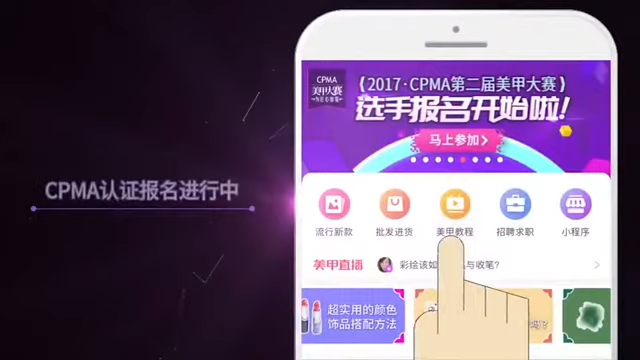 CPMA认证报名进行中
CPMA
美甲大赛
《2017·CPMA第二届美甲大赛》
选手报名开始啦!
马上参加>
流行新款
批发进货
美甲教程
招聘求职
小程序
美甲直播
彩绘该如
与收笔?
超实用的颜色
饰品搭配方法
吗?